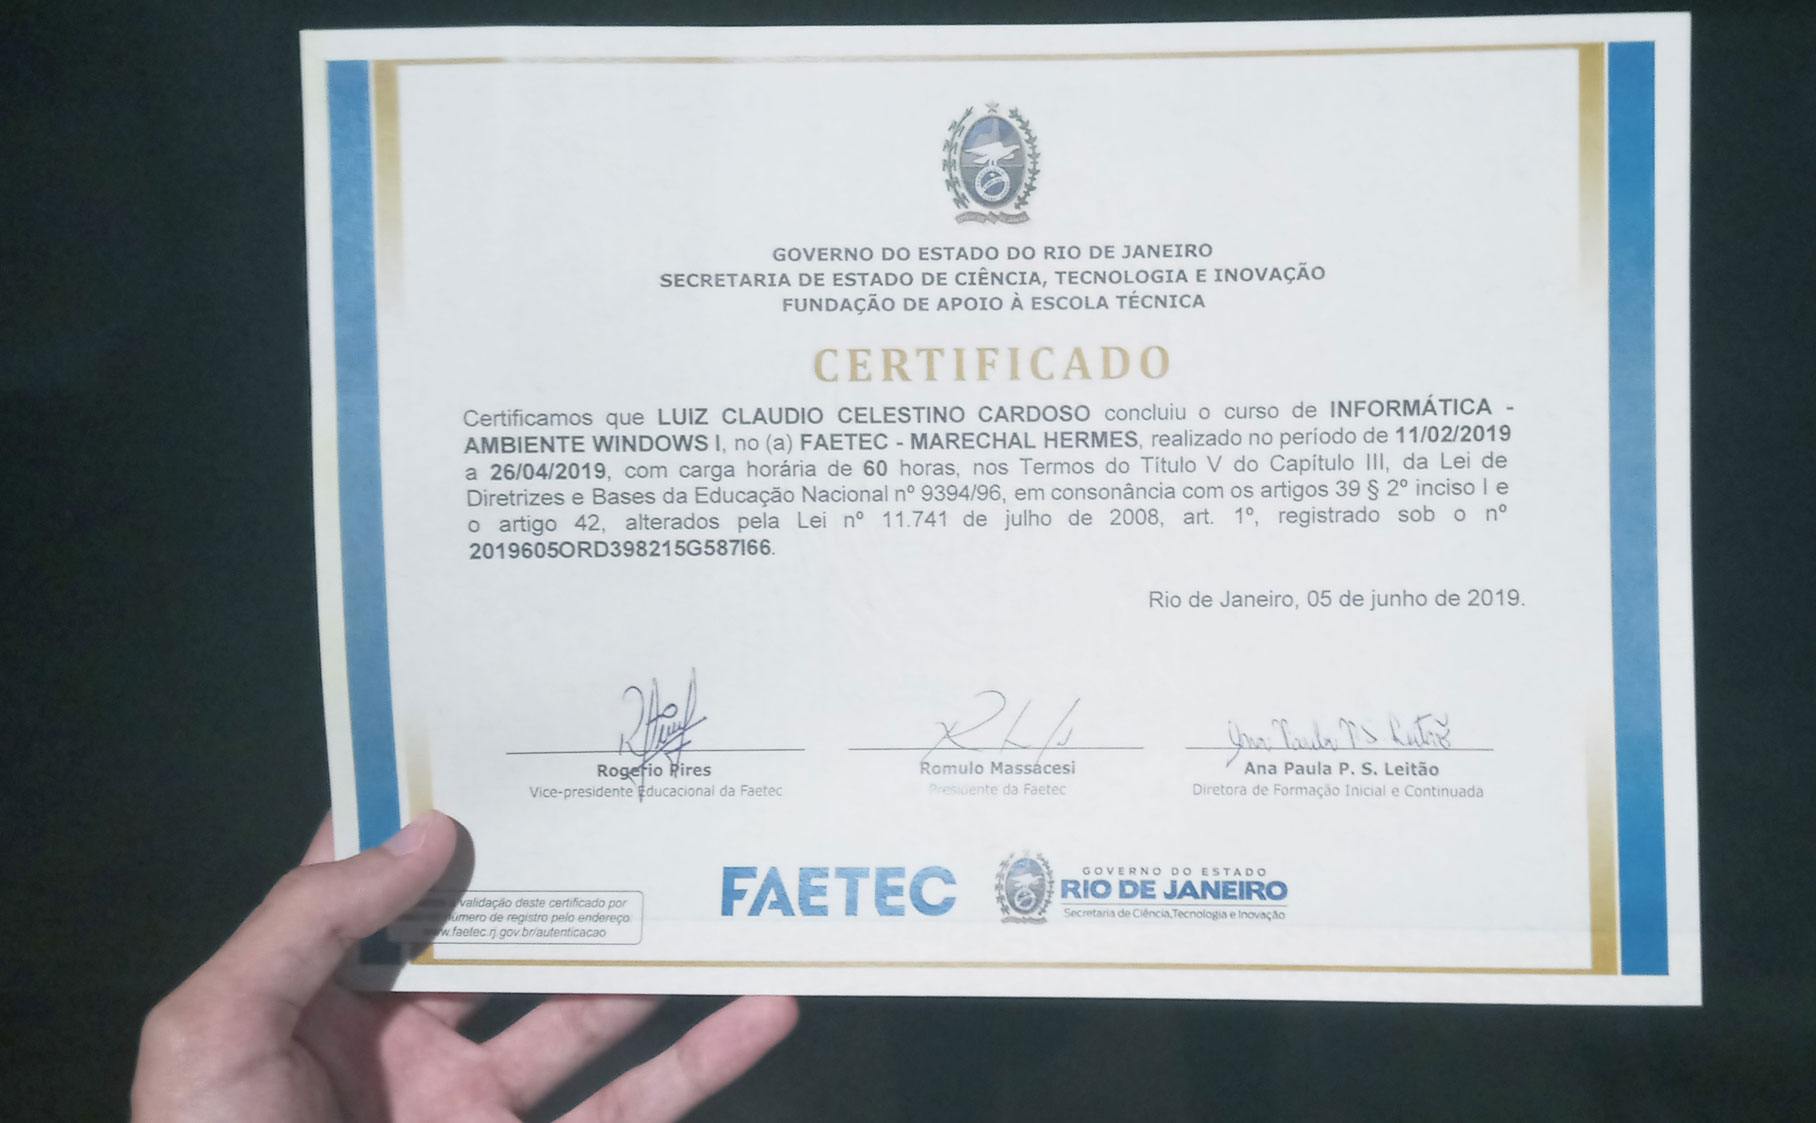 GOVERNO DO ESTADO DO RIO DE JANEIRO
SECRETARIA DE ESTADO DE CIÊNCIA, TECNOLOGIA E INOVAÇÃO
FUNDAÇÃO DE APOIO À ESCOLA TÉCNICA
CERTIFICADO
Certificamos que LUIZ CLAUDIO CELESTINO CARDOSO concluiu o curso de INFORMÁTICA -
AMBIENTE WINDOWS I, no (a) FAETEC - MARECHAL HERMES, realizado no período de 11/02/2019
a 26/04/2019, com carga horária de 60 horas, nos Termos do Título V do Capítulo III, da Lei de
Diretrizes e Bases da Educação Nacional nº 9394/96, em consonância com os artigos 39 § 2º inciso I e
o artigo 42, alterados pela Lei nº 11.741 de julho de 2008, art. 1º, registrado sob o nº
2019605ORD398215G587I66.
Rio de Janeiro, 05 de junho de 2019.
Rogerio Pires
Vice-presidente Educacional da Faetec
Romulo Massacesi
Presidente da Faetec
Ana Paula P. S. Leitão
Diretora de Formação Inicial e Continuada
validação deste certificado por
número de registro pelo endereço
www.faetec.rj.gov.br/autenticacao
FAETEC
GOVERNO DO ESTADO
RIO DE JANEIRO
Secretaria de Ciência,Tecnologia e Inovação